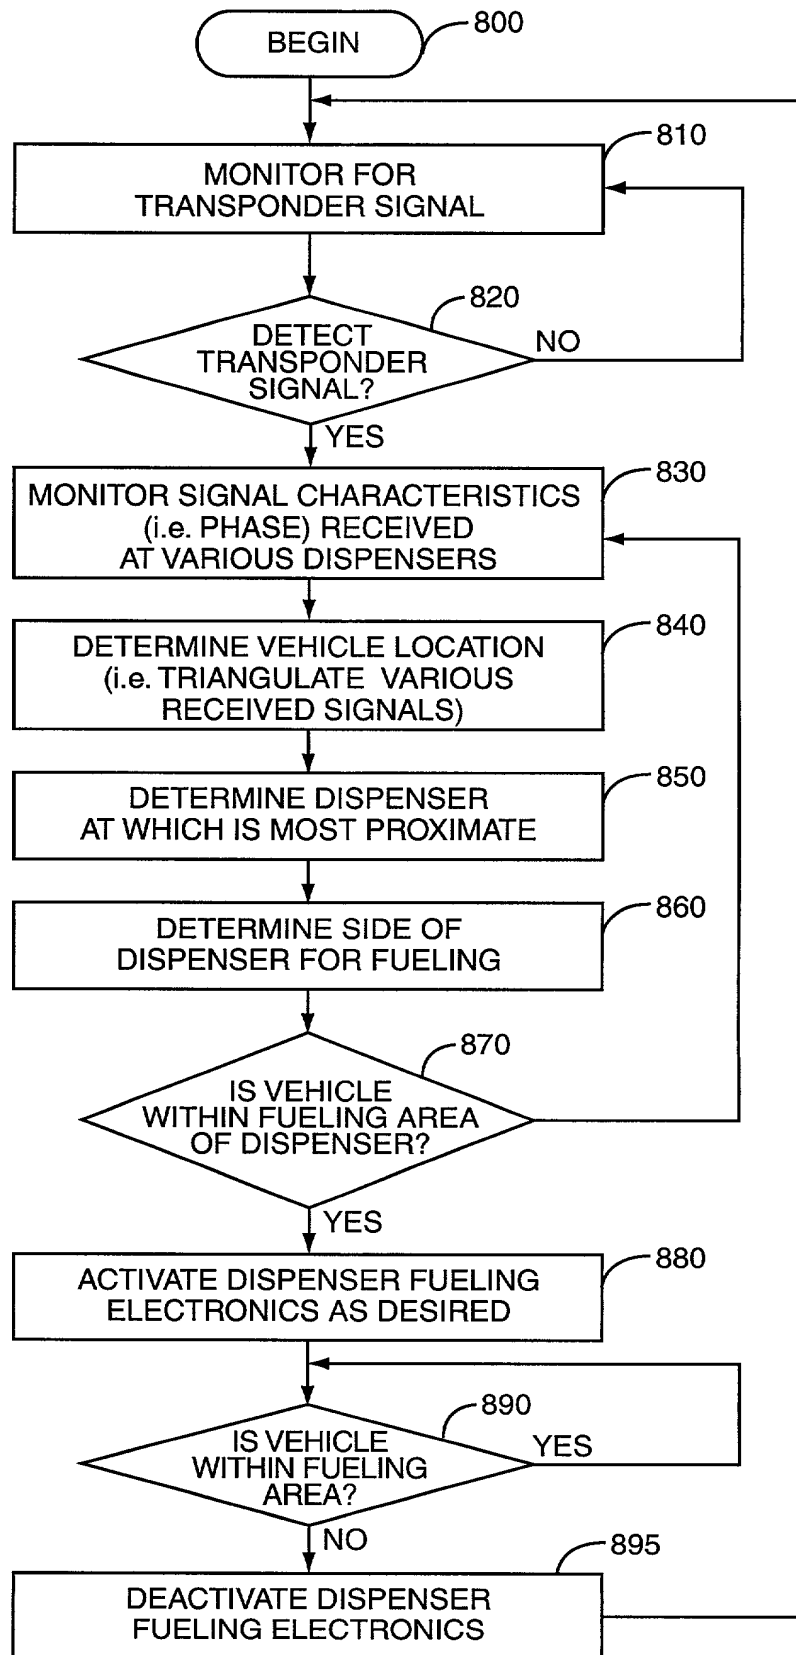 BEGIN
800
810
MONITOR FOR
TRANSPONDER SIGNAL
820
DETECT
TRANSPONDER
SIGNAL?
NO
YES
830
MONITOR SIGNAL CHARACTERISTICS
(i.e. PHASE) RECEIVED
AT VARIOUS DISPENSERS
840
DETERMINE VEHICLE LOCATION
(i.e. TRIANGULATE VARIOUS
RECEIVED SIGNALS)
850
DETERMINE DISPENSER
AT WHICH IS MOST PROXIMATE
860
DETERMINE SIDE OF
DISPENSER FOR FUELING
870
IS VEHICLE
WITHIN FUELING AREA
OF DISPENSER?
YES
880
ACTIVATE DISPENSER FUELING
ELECTRONICS AS DESIRED
890
IS VEHICLE
WITHIN FUELING
AREA?
YES
NO
895
DEACTIVATE DISPENSER
FUELING ELECTRONICS